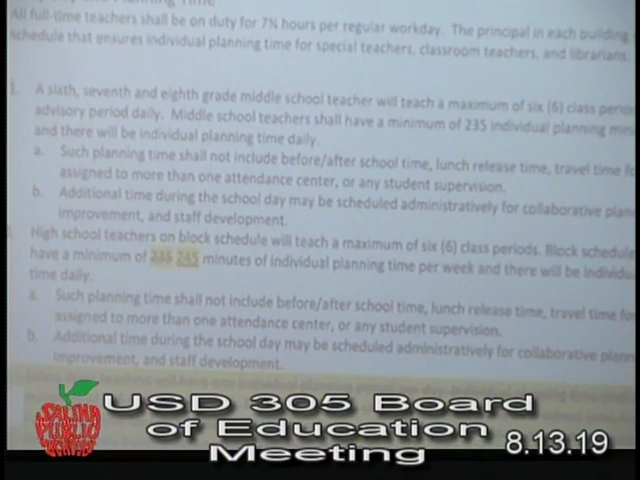 All full-time teachers shall be on duty for 7¾ hours per regular workday. The principal in each building
schedule that ensures individual planning time for special teachers, classroom teachers, and librarians.
A sixth, seventh and eighth grade middle school teacher will teach a maximum of six (6) class
advisory period daily. Middle school teachers shall have a minimum of 235 individual planning
and there will be individual planning time daily.
a. Such planning time shall not include before/after school time, lunch release time, travel time
assigned to more than one attendance center, or any student supervision.
b. Additional time during the school day may be scheduled administratively for collaborative
improvement, and staff development.
High school teachers on block schedule will teach a maximum of six (6) class periods. Block
have a minimum of 235 245 minutes of individual planning time per week and there will be
time daily.
a. Such planning time shall not include before/after school time, lunch release time, travel time
assigned to more than one attendance center, or any student supervision.
b. Additional time during the school day may be scheduled administratively for collaborative
improvement, and staff development.
SALINA
PUBLIC
SCHOOLS
USD 305 Board
of Education
Meeting
8.13.19